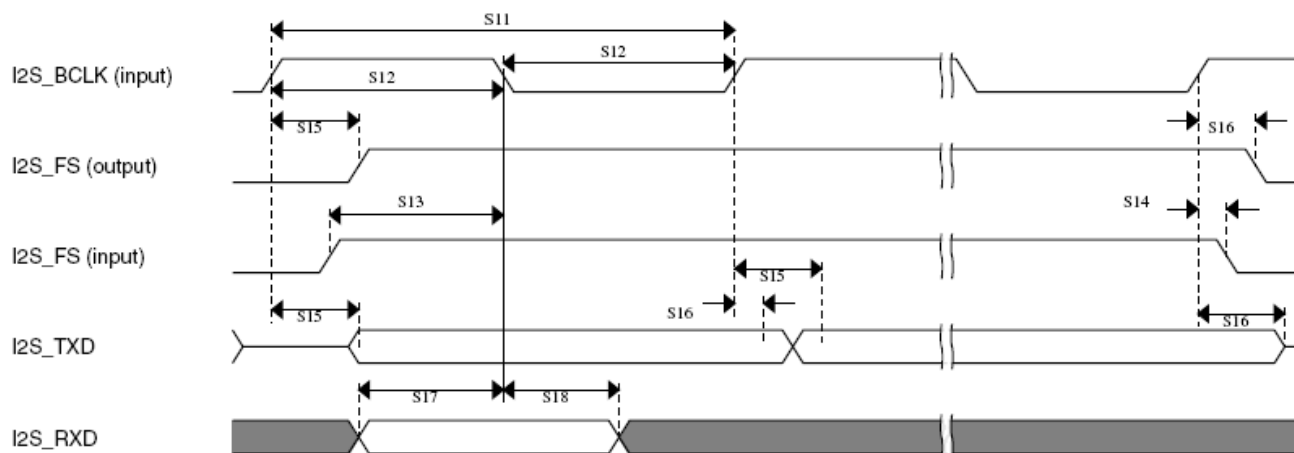 S11
I2S_BCLK (input)
S12
S12
S15
S16
I2S_FS (output)
S13
S14
I2S_FS (input)
S15
S15
S16
S16
I2S_TXD
S17
S18
I2S_RXD